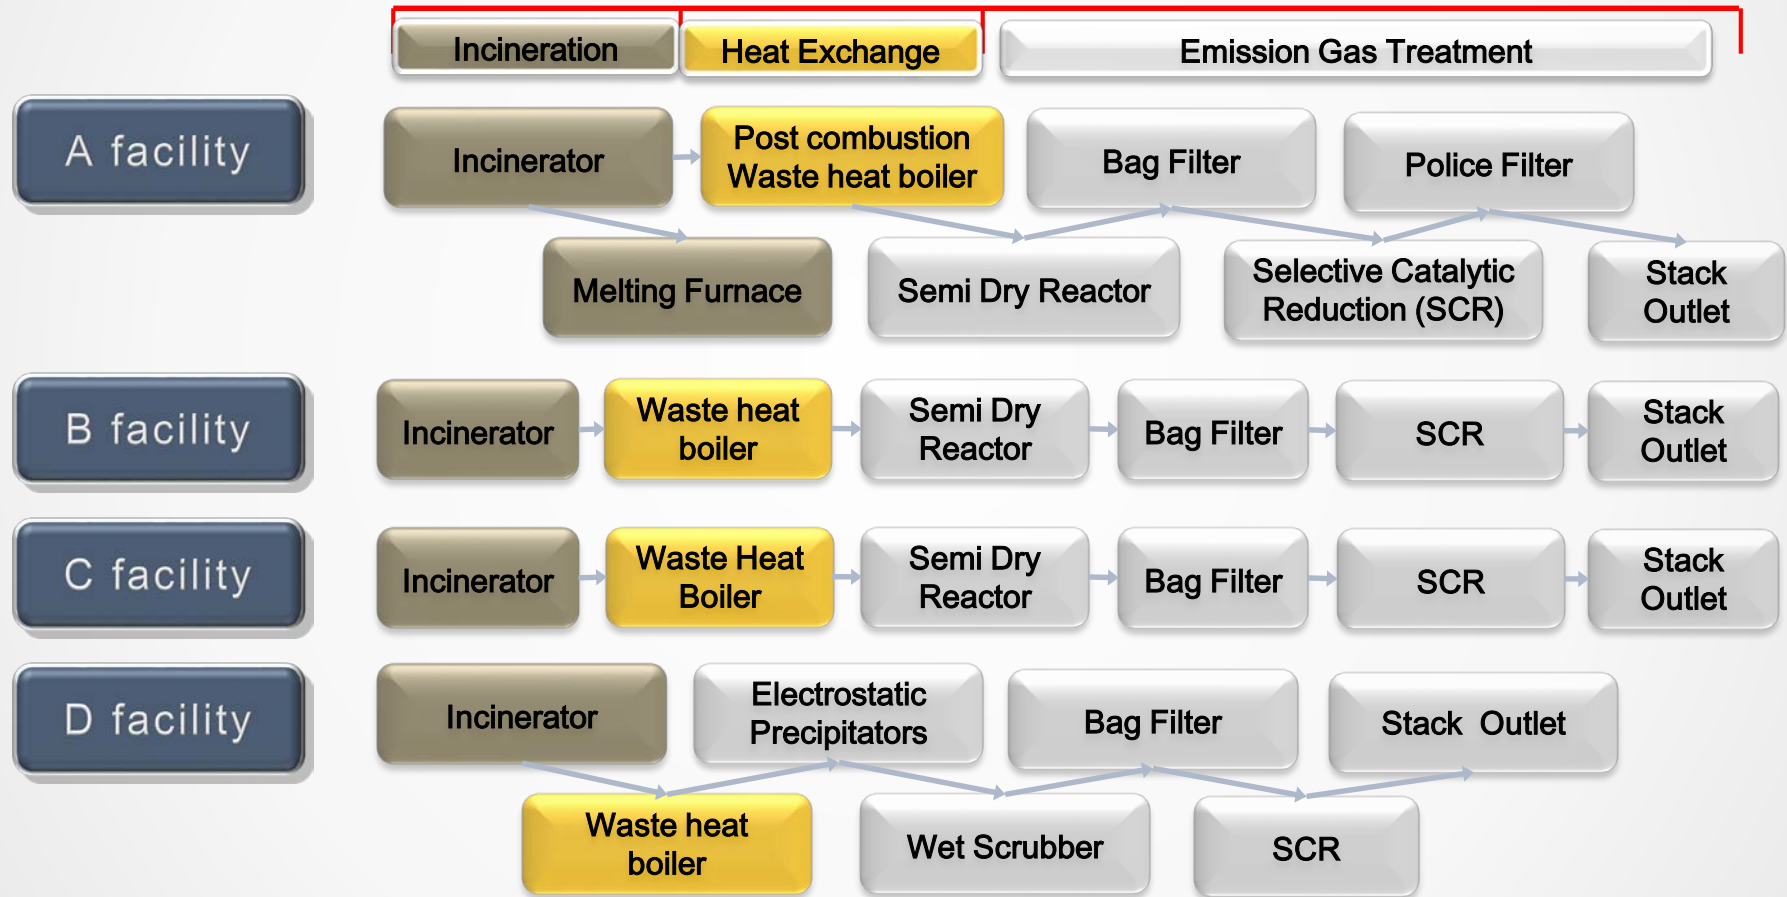 Incineration
Heat Exchange
Emission Gas Treatment
A facility
Incinerator
Post combustion
Waste heat boiler
Bag Filter
Police Filter
Melting Furnace
Semi Dry Reactor
Selective Catalytic
Reduction (SCR)
Stack
Outlet
B facility
Incinerator
Waste heat
boiler
Semi Dry
Reactor
Bag Filter
SCR
Stack
Outlet
C facility
Incinerator
Waste Heat
Boiler
Semi Dry
Reactor
Bag Filter
SCR
Stack
Outlet
D facility
Incinerator
Electrostatic
Precipitators
Bag Filter
Stack Outlet
Waste heat
boiler
Wet Scrubber
SCR